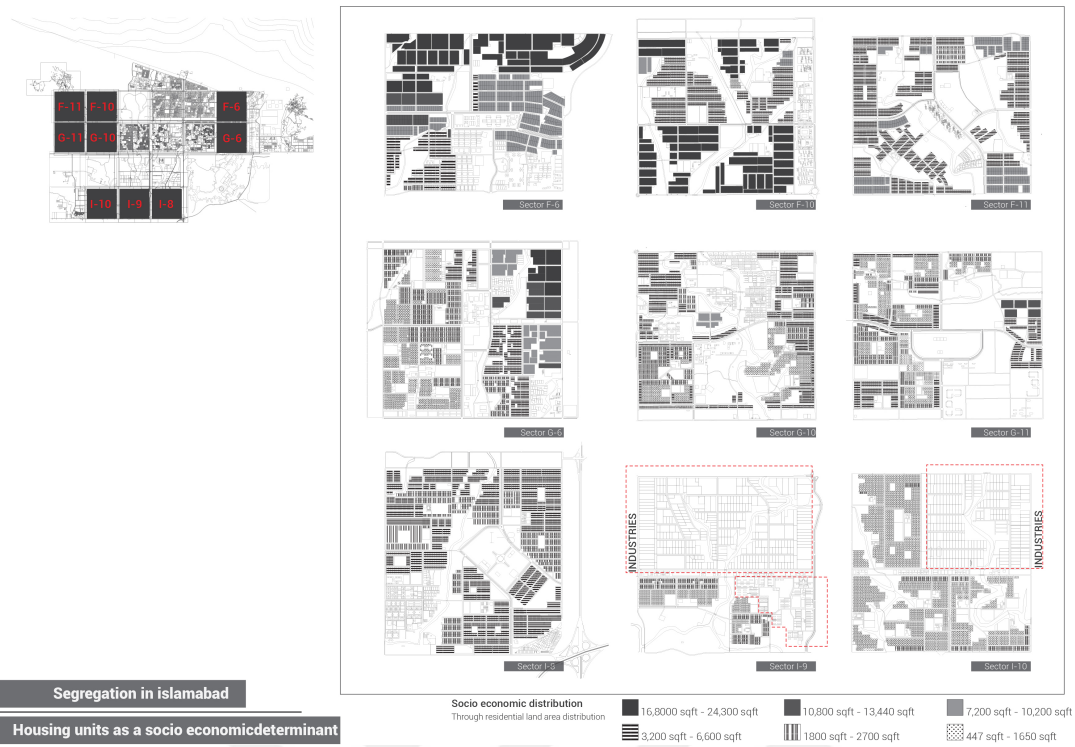 F-11
F-10
F-6
G-11
G-10
G-6
I-10
I-9
I-8
Sector F-6
Sector F-10
Sector F-11
Sector G-6
Sector G-10
Sector G-11
INDUSTRIES
INDUSTRIES
Sector I-8
Sector I-9
Sector I-10
Segregation in islamabad
Housing units as a socio economicdeterminant
Socio economic distribution
Through residential land area distribution
16,8000 sqft - 24,300 sqft
10,800 sqft - 13,440 sqft
7,200 sqft - 10,200 sqft
3,200 sqft - 6,600 sqft
1800 sqft - 2700 sqft
447 sqft - 1650 sqft